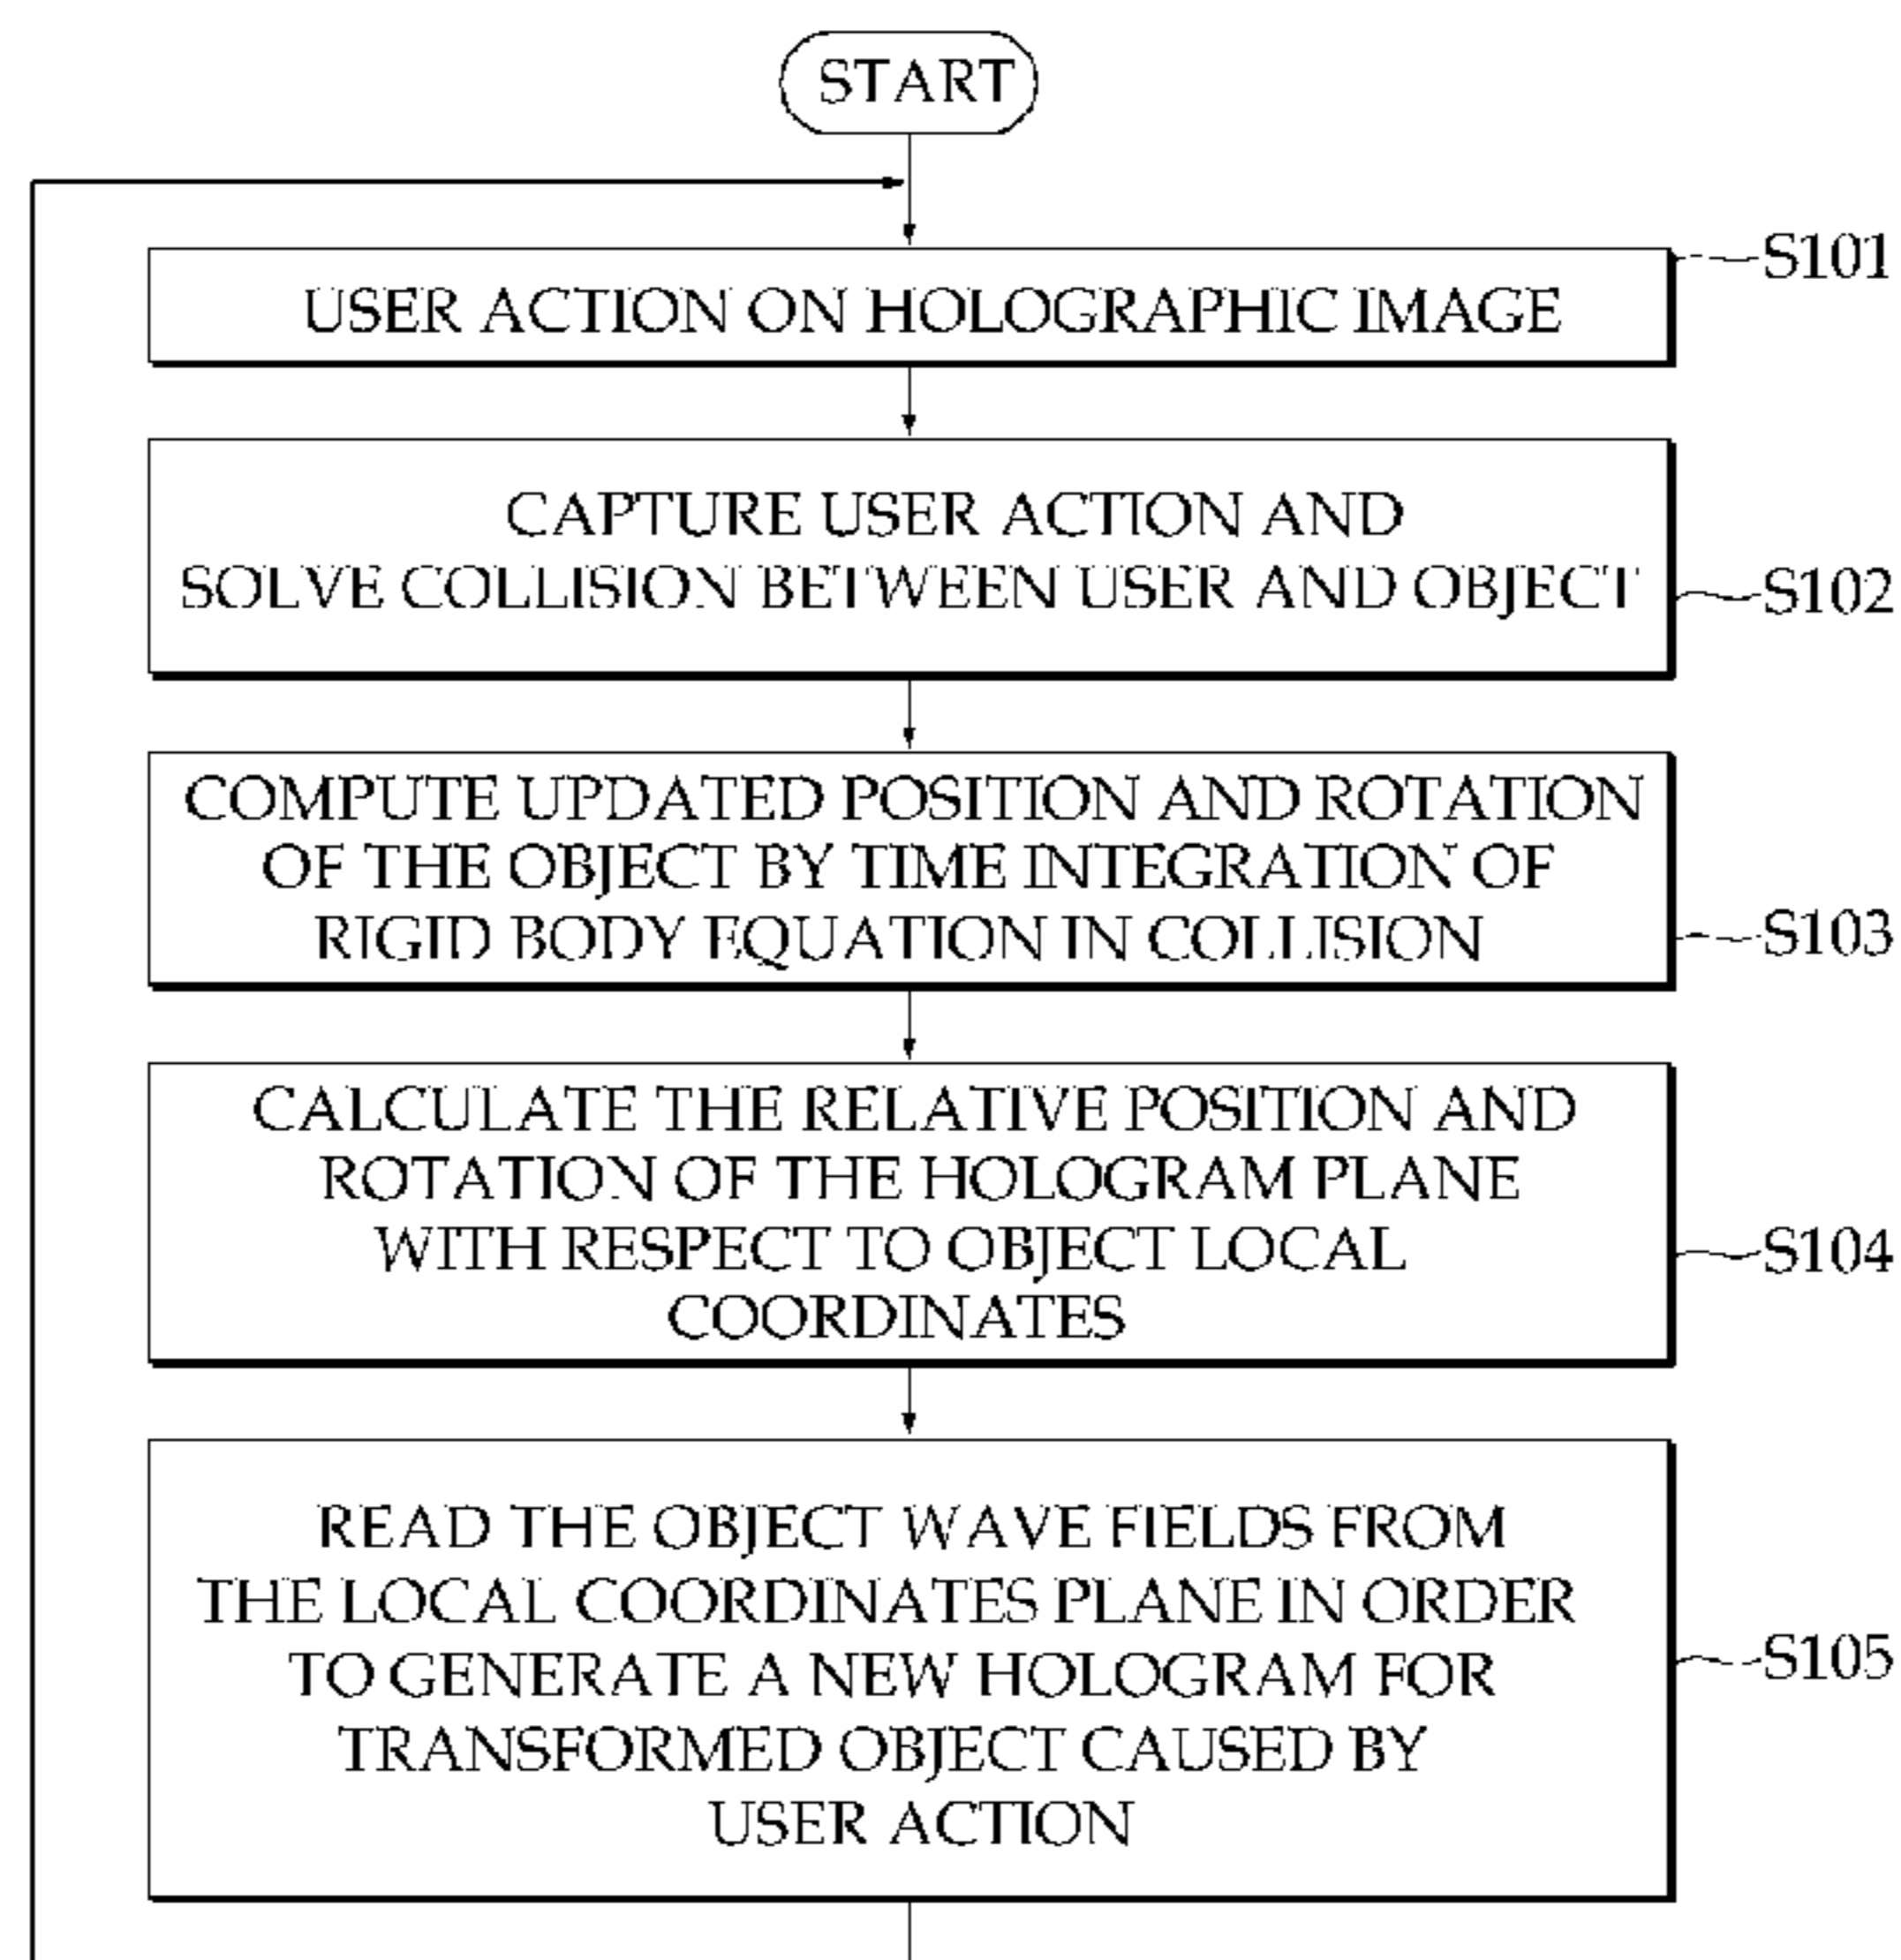 START
USER ACTION ON HOLOGRAPHIC IMAGE
S101
CAPTURE USER ACTION AND
SOLVE COLLISION BETWEEN USER AND OBJECT
S102
COMPUTE UPDATED POSITION AND ROTATION
OF THE OBJECT BY TIME INTEGRATION OF
RIGID BODY EQUATION IN COLLISION
S103
CALCULATE THE RELATIVE POSITION AND
ROTATION OF THE HOLOGRAM PLANE
WITH RESPECT TO OBJECT LOCAL
COORDINATES
S104
READ THE OBJECT WAVE FIELDS FROM
THE LOCAL COORDINATES PLANE IN ORDER
TO GENERATE A NEW HOLOGRAM FOR
TRANSFORMED OBJECT CAUSED BY
USER ACTION
S105